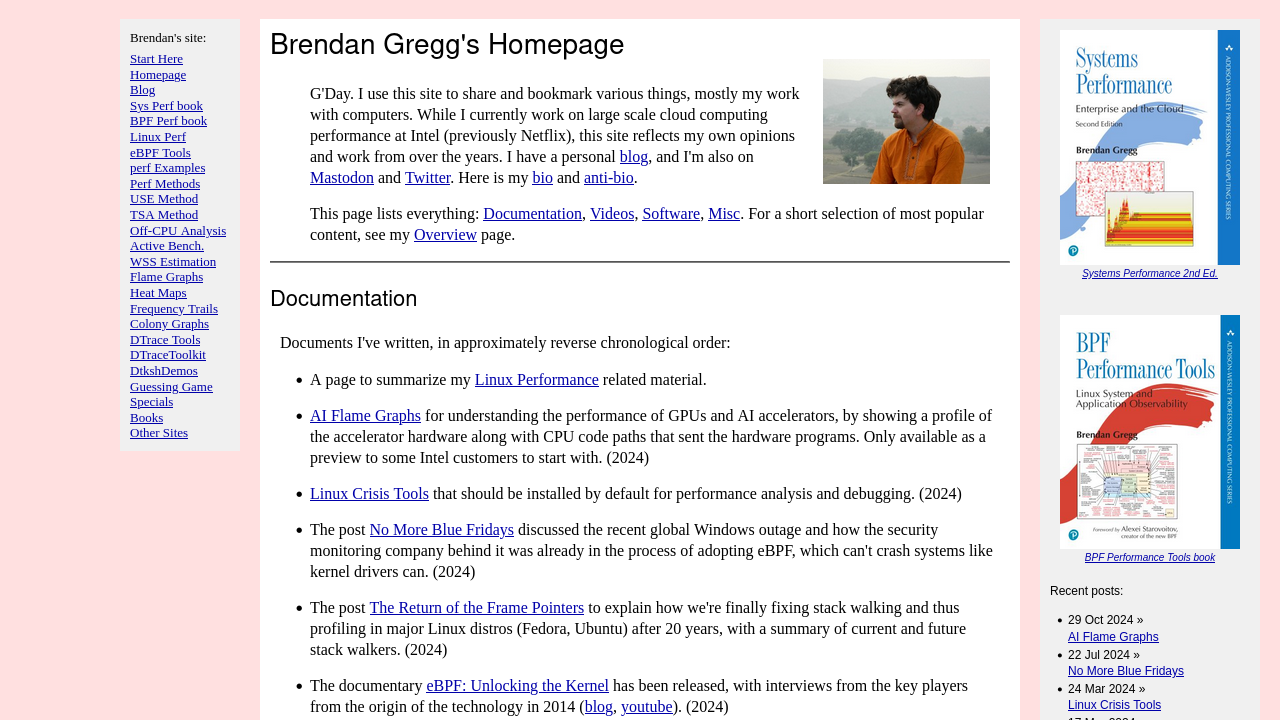 Brendan's site:
Start Here
Homepage
Blog
Sys Perf book
BPF Perf book
Linux Perf
eBPF Tools
perf Examples
Perf Methods
USE Method
TSA Method
Off-CPU Analysis
Active Bench.
WSS Estimation
Flame Graphs
Heat Maps
Frequency Trails
Colony Graphs
DTrace Tools
DTraceToolkit
DtkshDemos
Guessing Game
Specials
Books
Other Sites
Brendan Gregg's Homepage
G'Day. I use this site to share and bookmark various things, mostly my work
with computers. While I currently work on large scale cloud computing
performance at Intel (previously Netflix), this site reflects my own opinions
and work from over the years. I have a personal blog, and I'm also on
Mastodon and Twitter. Here is my bio and anti-bio.
This page lists everything: Documentation, Videos, Software, Misc. For a short selection of most popular
content, see my Overview page.
Documentation
Documents I've written, in approximately reverse chronological order:
• A page to summarize my Linux Performance related material.
• AI Flame Graphs for understanding the performance of GPUs and AI accelerators, by showing a profile of
the accelerator hardware along with CPU code paths that sent the hardware programs. Only available as a
preview to some Intel customers to start with. (2024)
• Linux Crisis Tools that should be installed by default for performance analysis and debugging. (2024)
• The post No More Blue Fridays discussed the recent global Windows outage and how the security
monitoring company behind it was already in the process of adopting eBPF, which can't crash systems like
kernel drivers can. (2024)
• The post The Return of the Frame Pointers to explain how we're finally fixing stack walking and thus
profiling in major Linux distros (Fedora, Ubuntu) after 20 years, with a summary of current and future
stack walkers. (2024)
• The documentary eBPF: Unlocking the Kernel has been released, with interviews from the key players
from the origin of the technology in 2014 (blog, youtube). (2024)
Systems
Performance
Enterprise and the Cloud
Second Edition
Brendan Gregg
ADDISON-WESLEY PROFESSIONAL COMPUTING SERIES
Systems Performance 2nd Ed.
BPF
Performance Tools
Linux System and
Application Observability
Brendan Gregg
Foreword by Alexei Starovoitov,
creator of the new BPF
ADDISON-WESLEY PROFESSIONAL COMPUTING SERIES
BPF Performance Tools book
Recent posts:
• 29 Oct 2024 »
AI Flame Graphs
• 22 Jul 2024 »
No More Blue Fridays
• 24 Mar 2024 »
Linux Crisis Tools